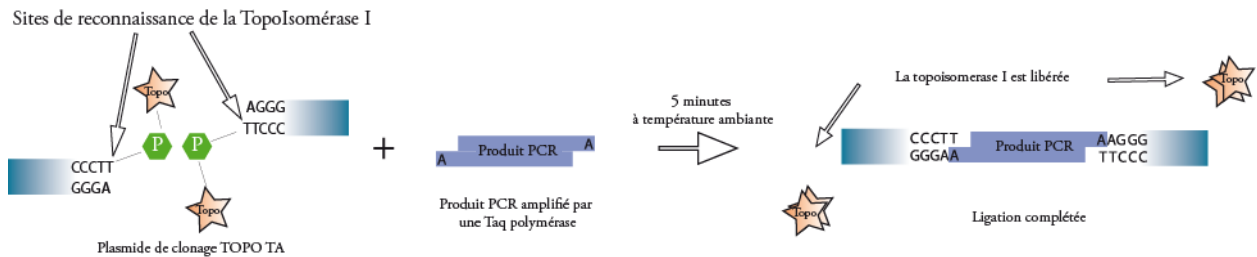 Sites de reconnaissance de la TopoIsomérase I
Topo
AGGG
TTCCC
P
P
CCCTT
GGGA
Topo
Plasmide de clonage TOPO TA
+
A
Produit PCR
A
Produit PCR amplifié par
une Taq polymérase
5 minutes
à température ambiante
La topoisomerase I est libérée
Topo
CCCTT
GGGAA
Produit PCR
AAGGG
TTCCC
Topo
Ligation complétée